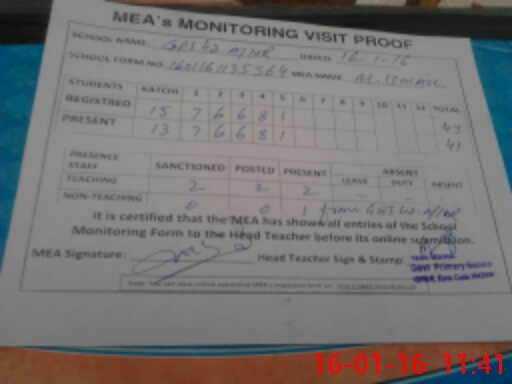 MEA's MONITORING VISIT PROOF
SCHOOL NAME: GPS 62-A/NR DATED: 16-1-16
SCHOOL FORM NO: MEA NAME: M. ISMAIL
STUDENTS KATCHI 1 2 3 4 5 6 7 8 9 10 11 12 TOTAL
REGISTRED 15 7 6 6 8 1 43
PRESENT 13 7 6 6 8 1 41
PRESENCE STAFF SANCTIONED POSTED PRESENT ABSENT
LEAVE DUTY ABSENT
TEACHING 2 2 2 - -
NON-TEACHING 0 0 1 from
It is certified that the MEA has shown all entries of the School
Monitoring Form to the Head Teacher before its online submission.
MEA Signature: Head Teacher Sign & Stamp:
Govt Primary School
16-01-16 11:41